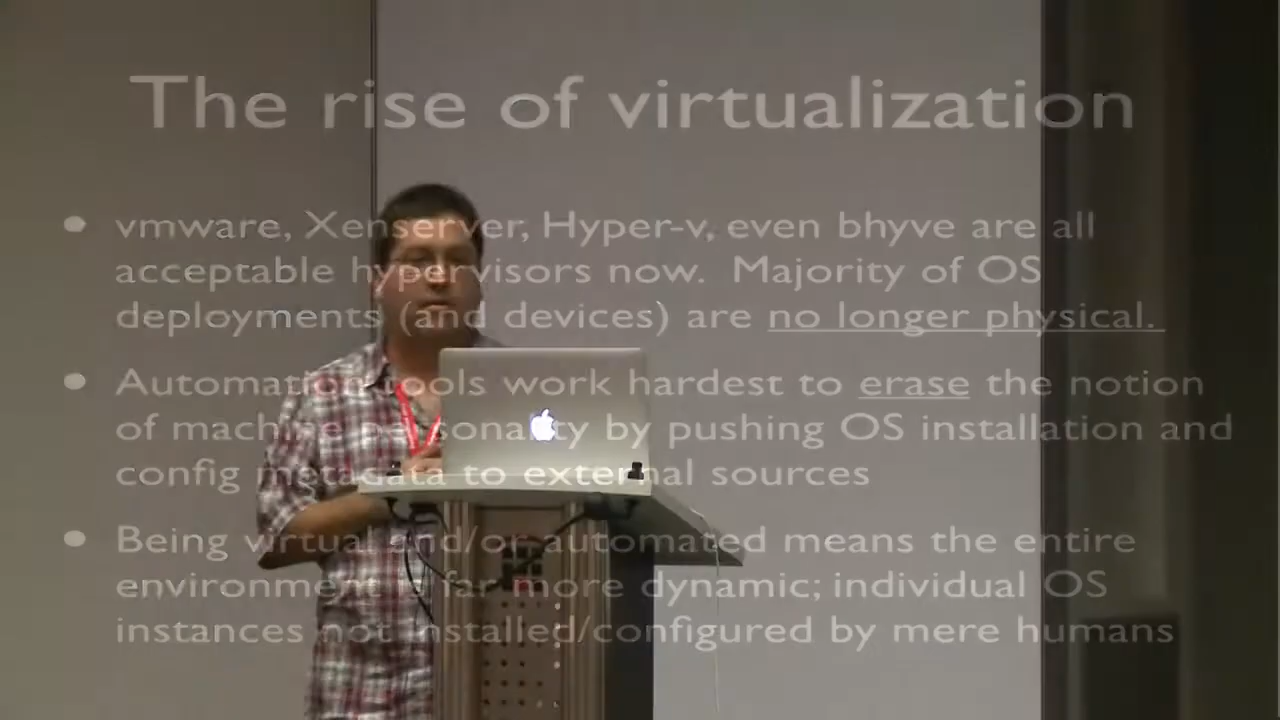 The rise of virtualization
vmware, Xenserver, Hyper-v, even bhyve are all
acceptable hypervisors now. Majority of OS
deployments (and devices) are no longer physical.
Automation tools work hardest to erase the notion
of machine personality by pushing OS installation and
config metadata to external sources
Being virtual and/or automated means the entire
environment is far more dynamic; individual OS
instances not installed/configured by mere humans